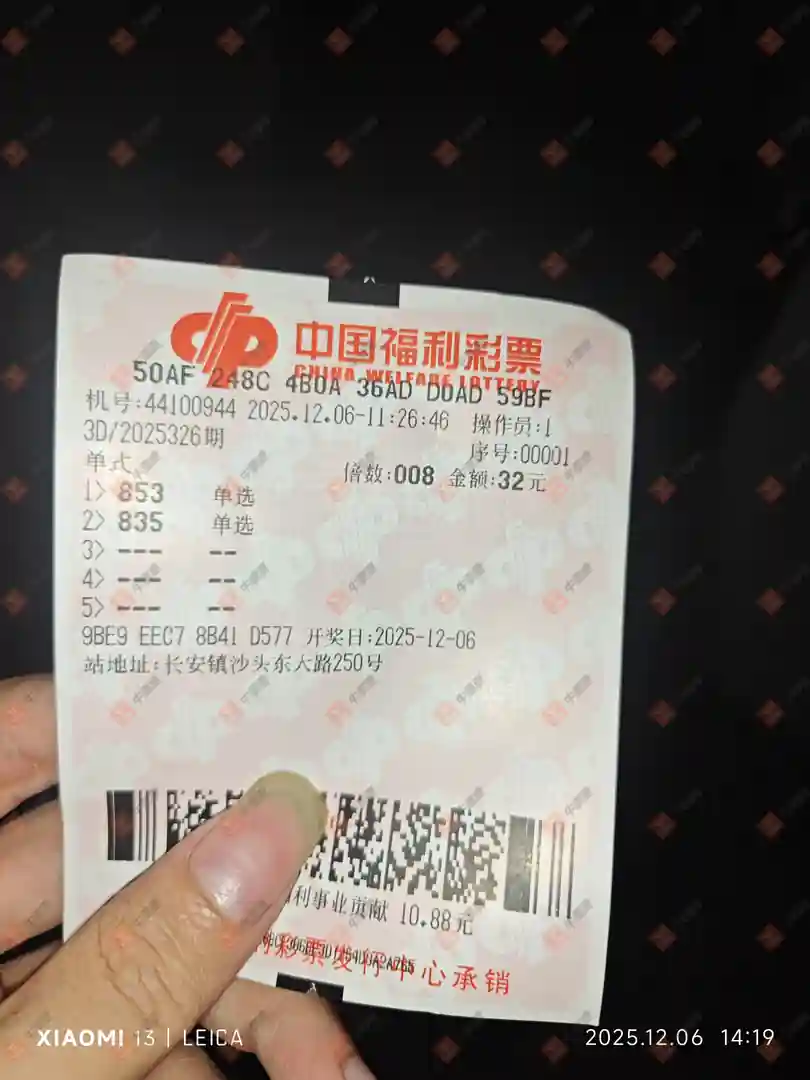 中国福利彩票
CHINA WELFARE LOTTERY
50AF 248C 4B0A 36AD D0AD 59BF
机号:44100944 2025.12.06-11:26:46 操作员:1
3D/2025326期 序号:00001
单式 倍数:008 金额:32元
1> 853 单选
2> 835 单选
3> --- --
4> --- --
5> --- --
9BE9 EEC7 8B41 D577 开奖日:2025-12-06
站地址:长安镇沙头东大路250号
利事业贡献 10.88元
彩票发行中心承销
XIAOMI 13 | LEICA
2025.12.06 14:19